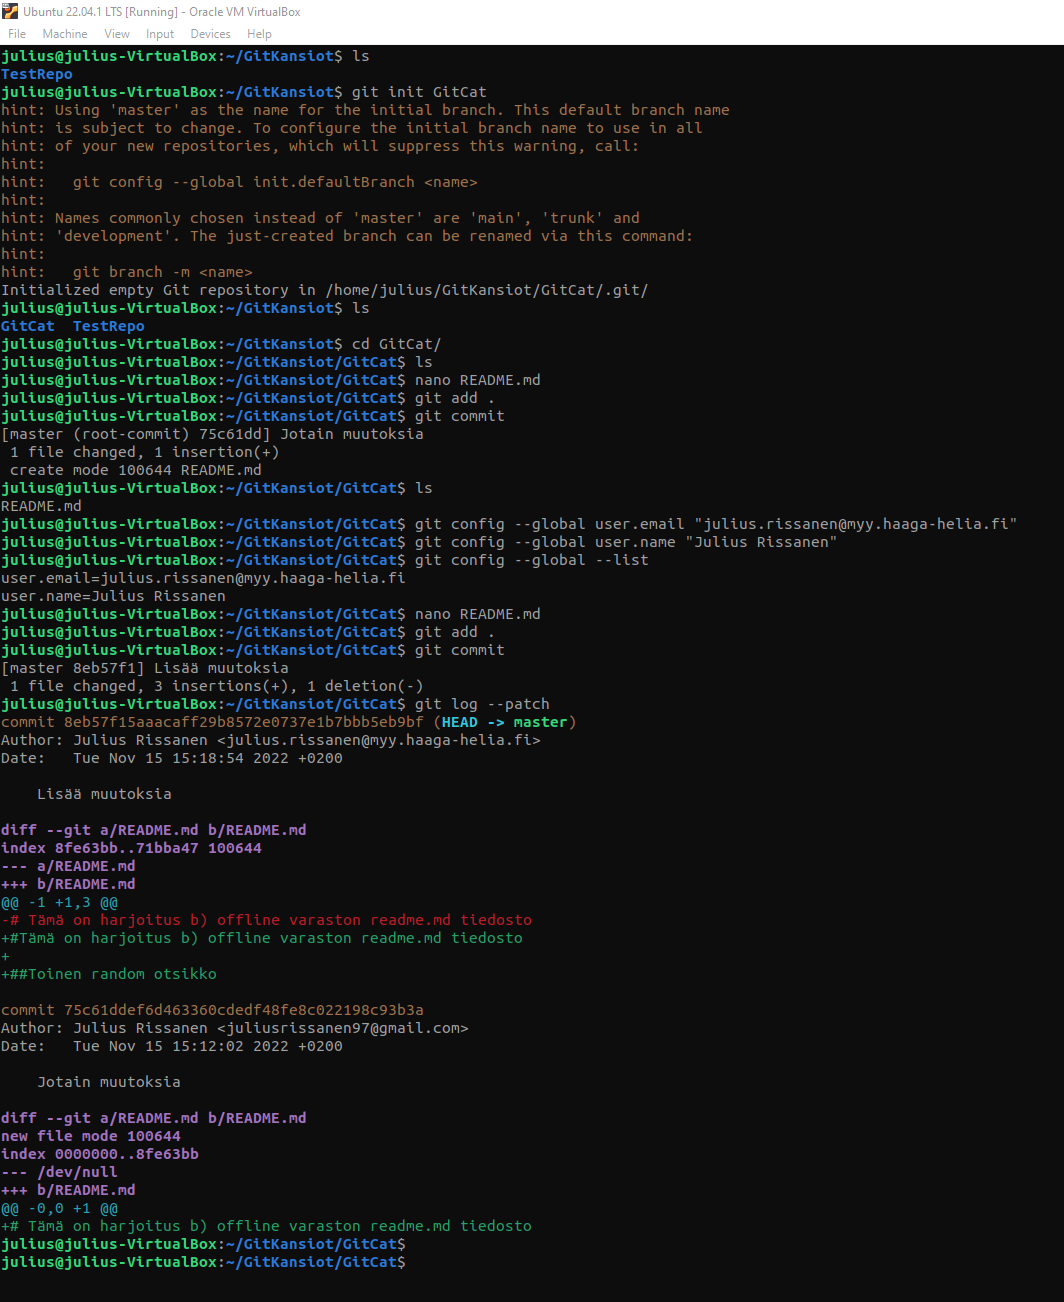 Ubuntu 22.04.1 LTS [Running] - Oracle VM VirtualBox
File Machine View Input Devices Help
julius@julius-VirtualBox:~/GitKansiot$ ls
TestRepo
julius@julius-VirtualBox:~/GitKansiot$ git init GitCat
hint: Using 'master' as the name for the initial branch. This default branch name
hint: is subject to change. To configure the initial branch name to use in all
hint: of your new repositories, which will suppress this warning, call:
hint:
hint:   git config --global init.defaultBranch <name>
hint:
hint: Names commonly chosen instead of 'master' are 'main', 'trunk' and
hint: 'development'. The just-created branch can be renamed via this command:
hint:
hint:   git branch -m <name>
Initialized empty Git repository in /home/julius/GitKansiot/GitCat/.git/
julius@julius-VirtualBox:~/GitKansiot$ ls
GitCat  TestRepo
julius@julius-VirtualBox:~/GitKansiot$ cd GitCat/
julius@julius-VirtualBox:~/GitKansiot/GitCat$ ls
julius@julius-VirtualBox:~/GitKansiot/GitCat$ nano README.md
julius@julius-VirtualBox:~/GitKansiot/GitCat$ git add .
julius@julius-VirtualBox:~/GitKansiot/GitCat$ git commit
[master (root-commit) 75c61dd] Jotain muutoksia
 1 file changed, 1 insertion(+)
 create mode 100644 README.md
julius@julius-VirtualBox:~/GitKansiot/GitCat$ ls
README.md
julius@julius-VirtualBox:~/GitKansiot/GitCat$ git config --global user.email "julius.rissanen@myy.haaga-helia.fi"
julius@julius-VirtualBox:~/GitKansiot/GitCat$ git config --global user.name "Julius Rissanen"
julius@julius-VirtualBox:~/GitKansiot/GitCat$ git config --global --list
user.email=julius.rissanen@myy.haaga-helia.fi
user.name=Julius Rissanen
julius@julius-VirtualBox:~/GitKansiot/GitCat$ nano README.md
julius@julius-VirtualBox:~/GitKansiot/GitCat$ git add .
julius@julius-VirtualBox:~/GitKansiot/GitCat$ git commit
[master 8eb57f1] Lisää muutoksia
 1 file changed, 3 insertions(+), 1 deletion(-)
julius@julius-VirtualBox:~/GitKansiot/GitCat$ git log --patch
commit 8eb57f15aaacaff29b8572e0737e1b7bbb5eb9bf (HEAD -> master)
Author: Julius Rissanen <julius.rissanen@myy.haaga-helia.fi>
Date:   Tue Nov 15 15:18:54 2022 +0200
    Lisää muutoksia
diff --git a/README.md b/README.md
index 8fe63bb..71bba47 100644
--- a/README.md
+++ b/README.md
@@ -1 +1,3 @@
-# Tämä on harjoitus b) offline varaston readme.md tiedosto
+#Tämä on harjoitus b) offline varaston readme.md tiedosto
+
+##Toinen random otsikko
commit 75c61ddef6d463360cdedf48fe8c022198c93b3a
Author: Julius Rissanen <juliusrissanen97@gmail.com>
Date:   Tue Nov 15 15:12:02 2022 +0200
    Jotain muutoksia
diff --git a/README.md b/README.md
new file mode 100644
index 0000000..8fe63bb
--- /dev/null
+++ b/README.md
@@ -0,0 +1 @@
+# Tämä on harjoitus b) offline varaston readme.md tiedosto
julius@julius-VirtualBox:~/GitKansiot/GitCat$
julius@julius-VirtualBox:~/GitKansiot/GitCat$